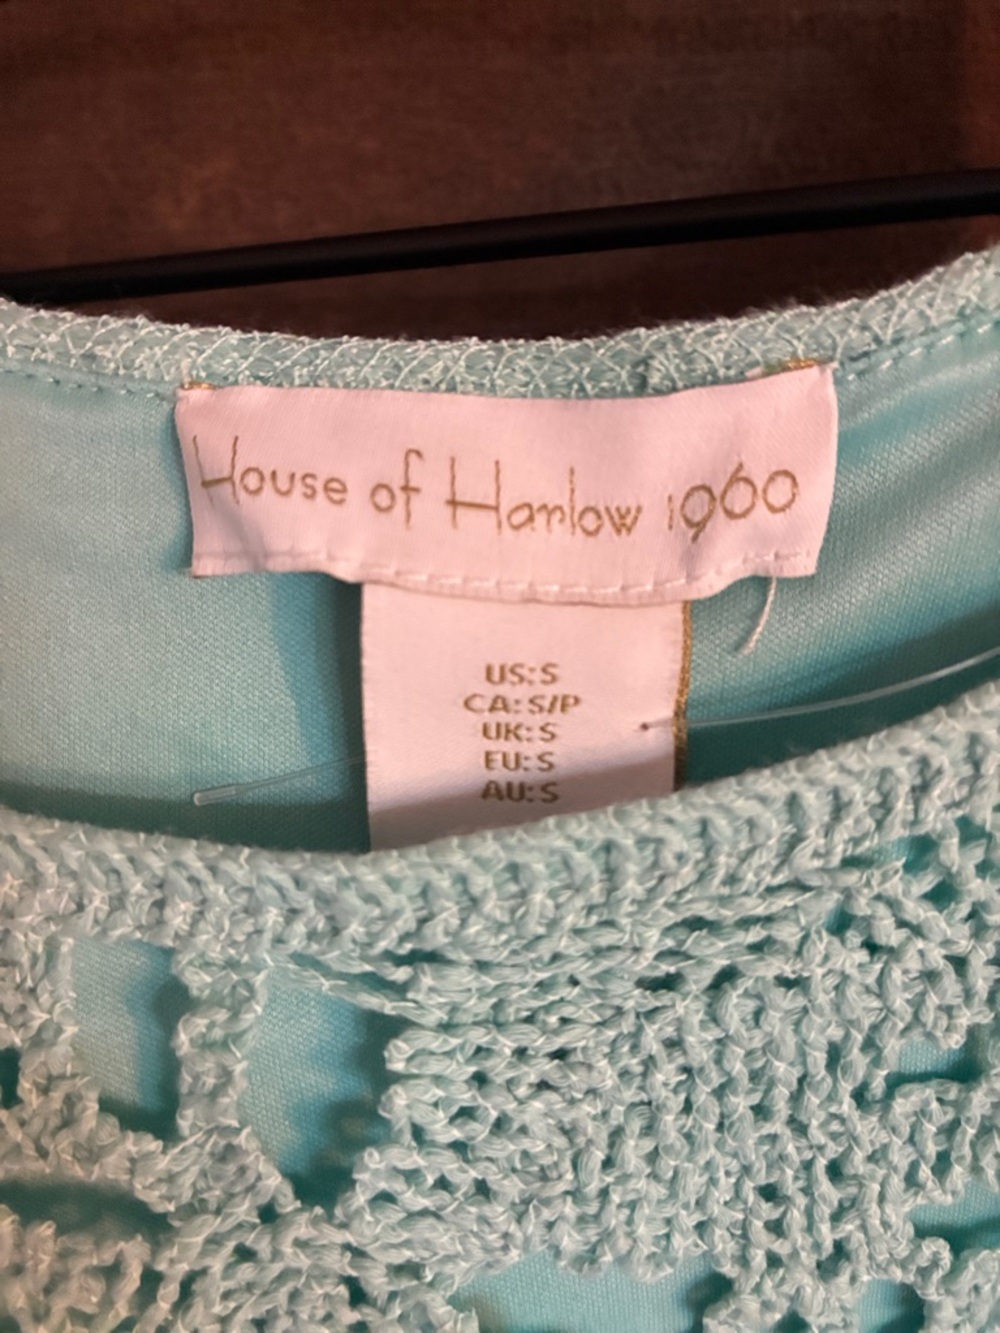 House of Harlow 1960
US:S
CA:S/P
UK:S
EU:S
AU:S